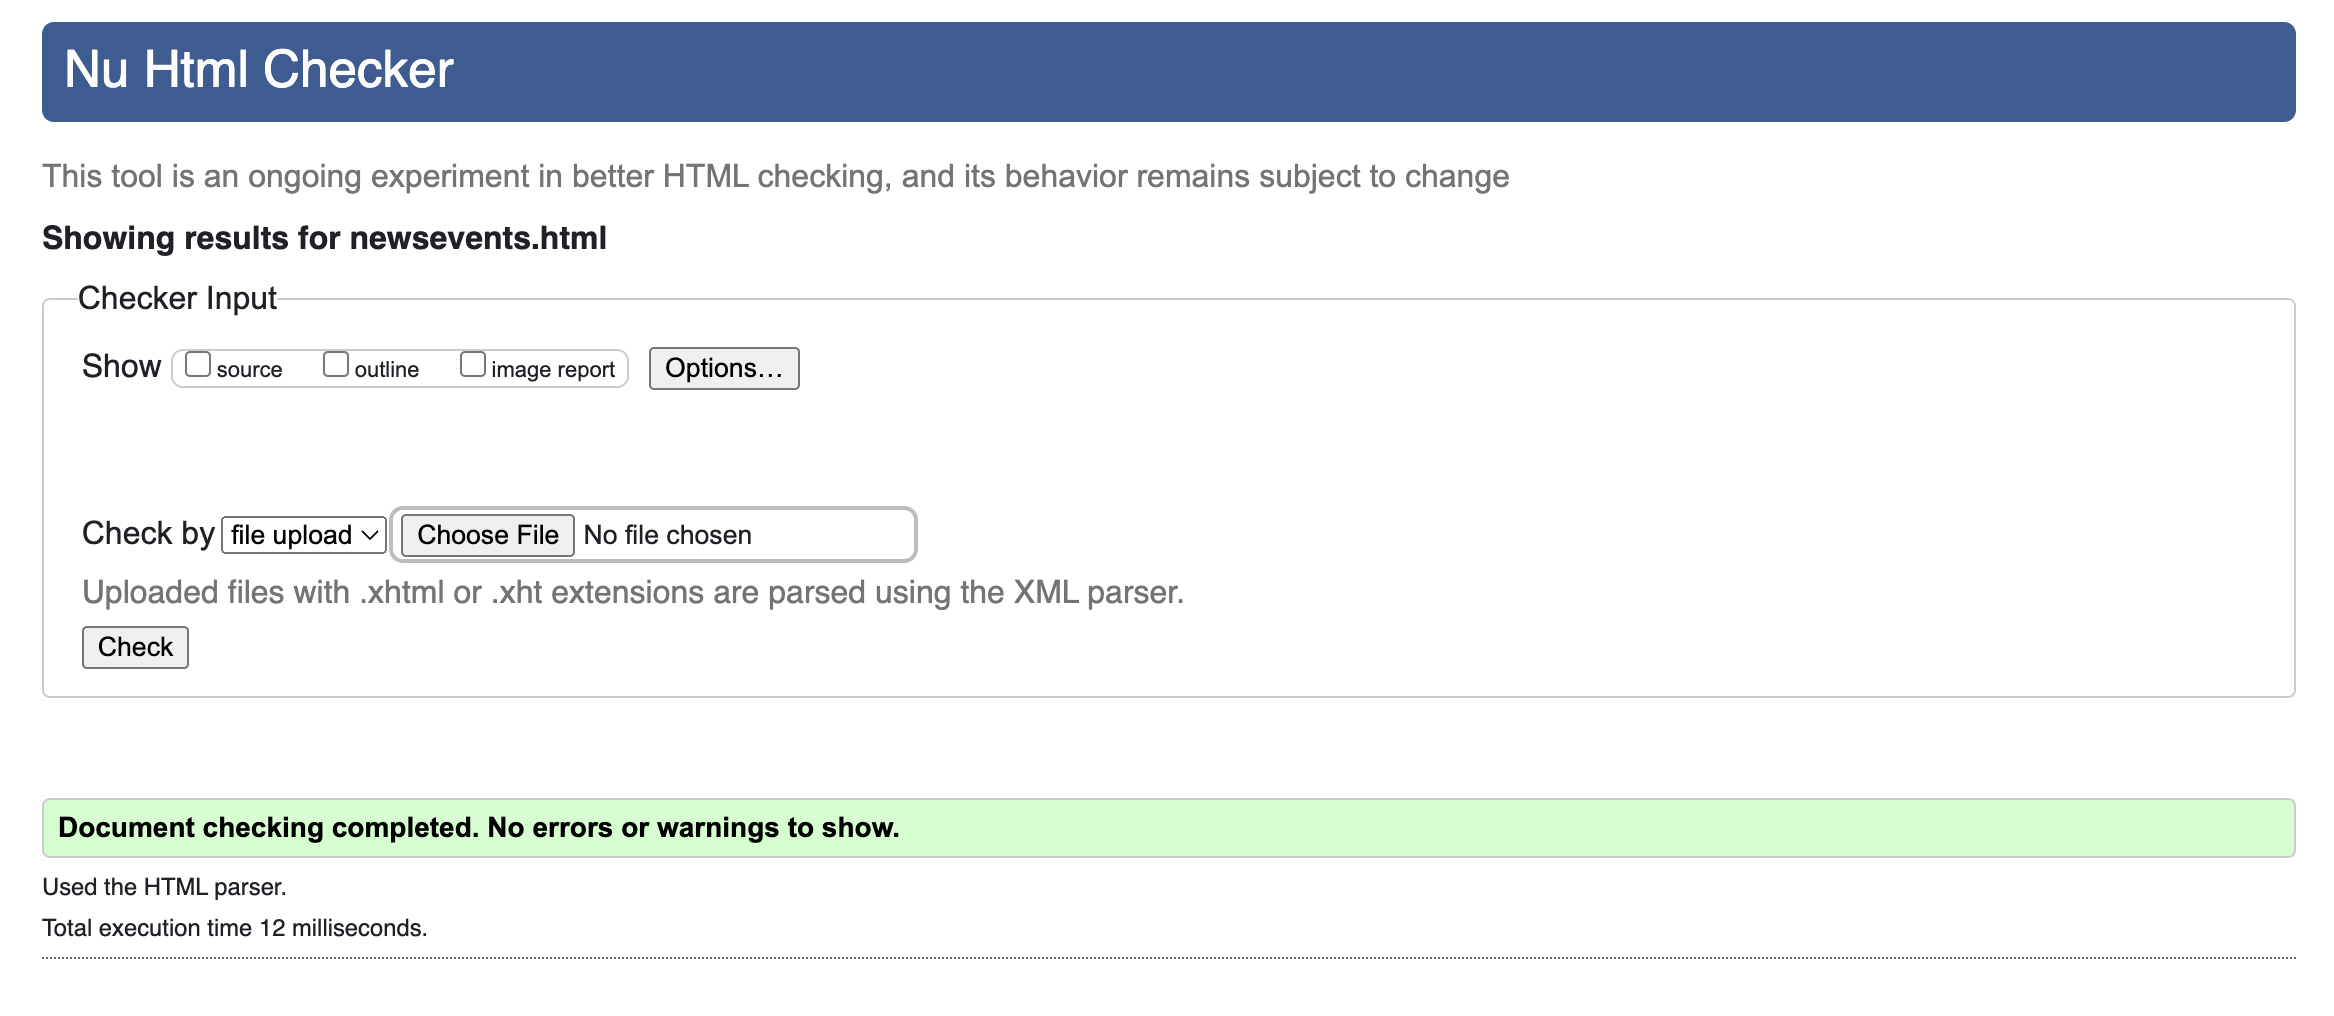 Nu Html Checker
This tool is an ongoing experiment in better HTML checking, and its behavior remains subject to change
Showing results for newsevents.html
Checker Input
Show source outline image report Options…
Check by file upload Choose File No file chosen
Uploaded files with .xhtml or .xht extensions are parsed using the XML parser.
Check
Document checking completed. No errors or warnings to show.
Used the HTML parser.
Total execution time 12 milliseconds.